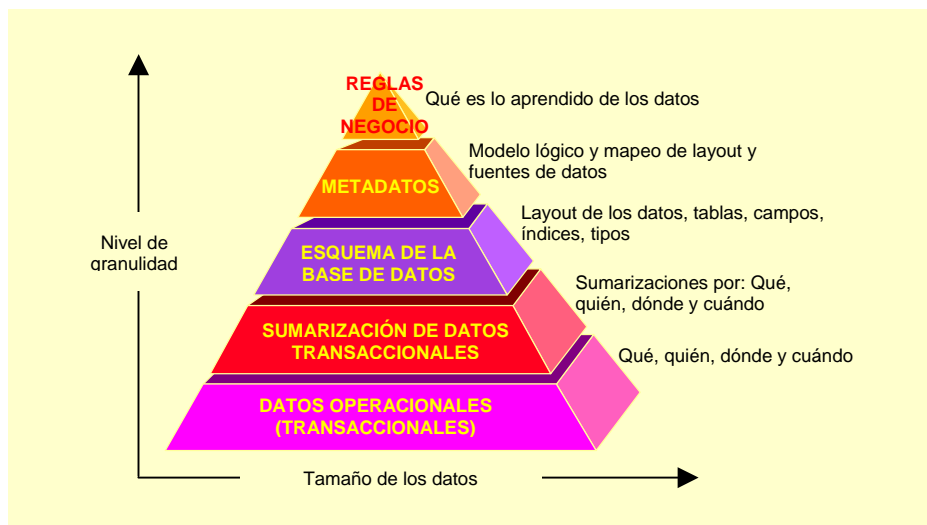 REGLAS
DE
NEGOCIO
Qué es lo aprendido de los datos
METADATOS
Modelo lógico y mapeo de layout y
fuentes de datos
ESQUEMA DE LA
BASE DE DATOS
Layout de los datos, tablas, campos,
índices, tipos
SUMARIZACIÓN DE DATOS
TRANSACCIONALES
Sumarizaciones por: Qué,
quién, dónde y cuándo
DATOS OPERACIONALES
(TRANSACCIONALES)
Qué, quién, dónde y cuándo
Nivel de
granulidad
Tamaño de los datos